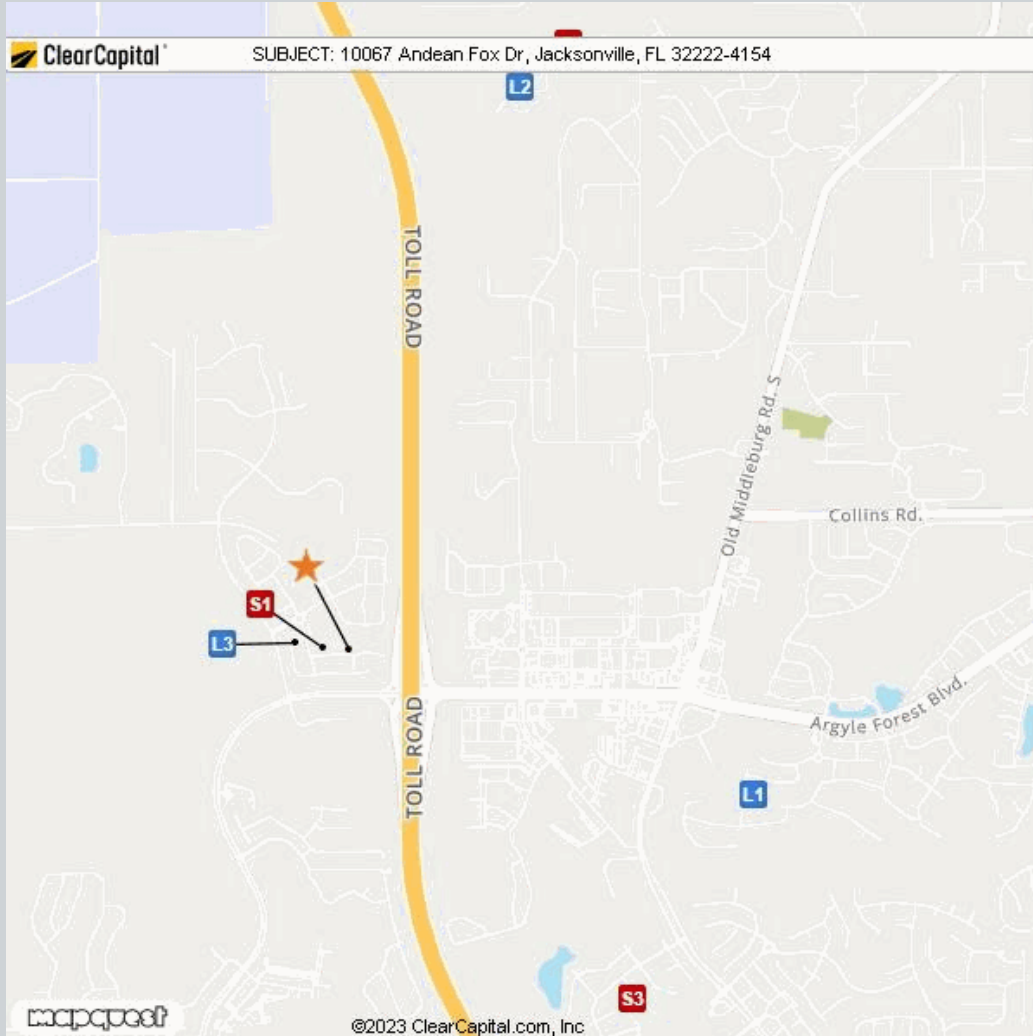 ClearCapital
SUBJECT: 10067 Andean Fox Dr, Jacksonville, FL 32222-4154
L2
TOLL ROAD
Old Middleburg Rd. S
Collins Rd.
S1
L3
TOLL ROAD
Argyle Forest Blvd.
L1
S3
mapquest
©2023 ClearCapital.com, Inc